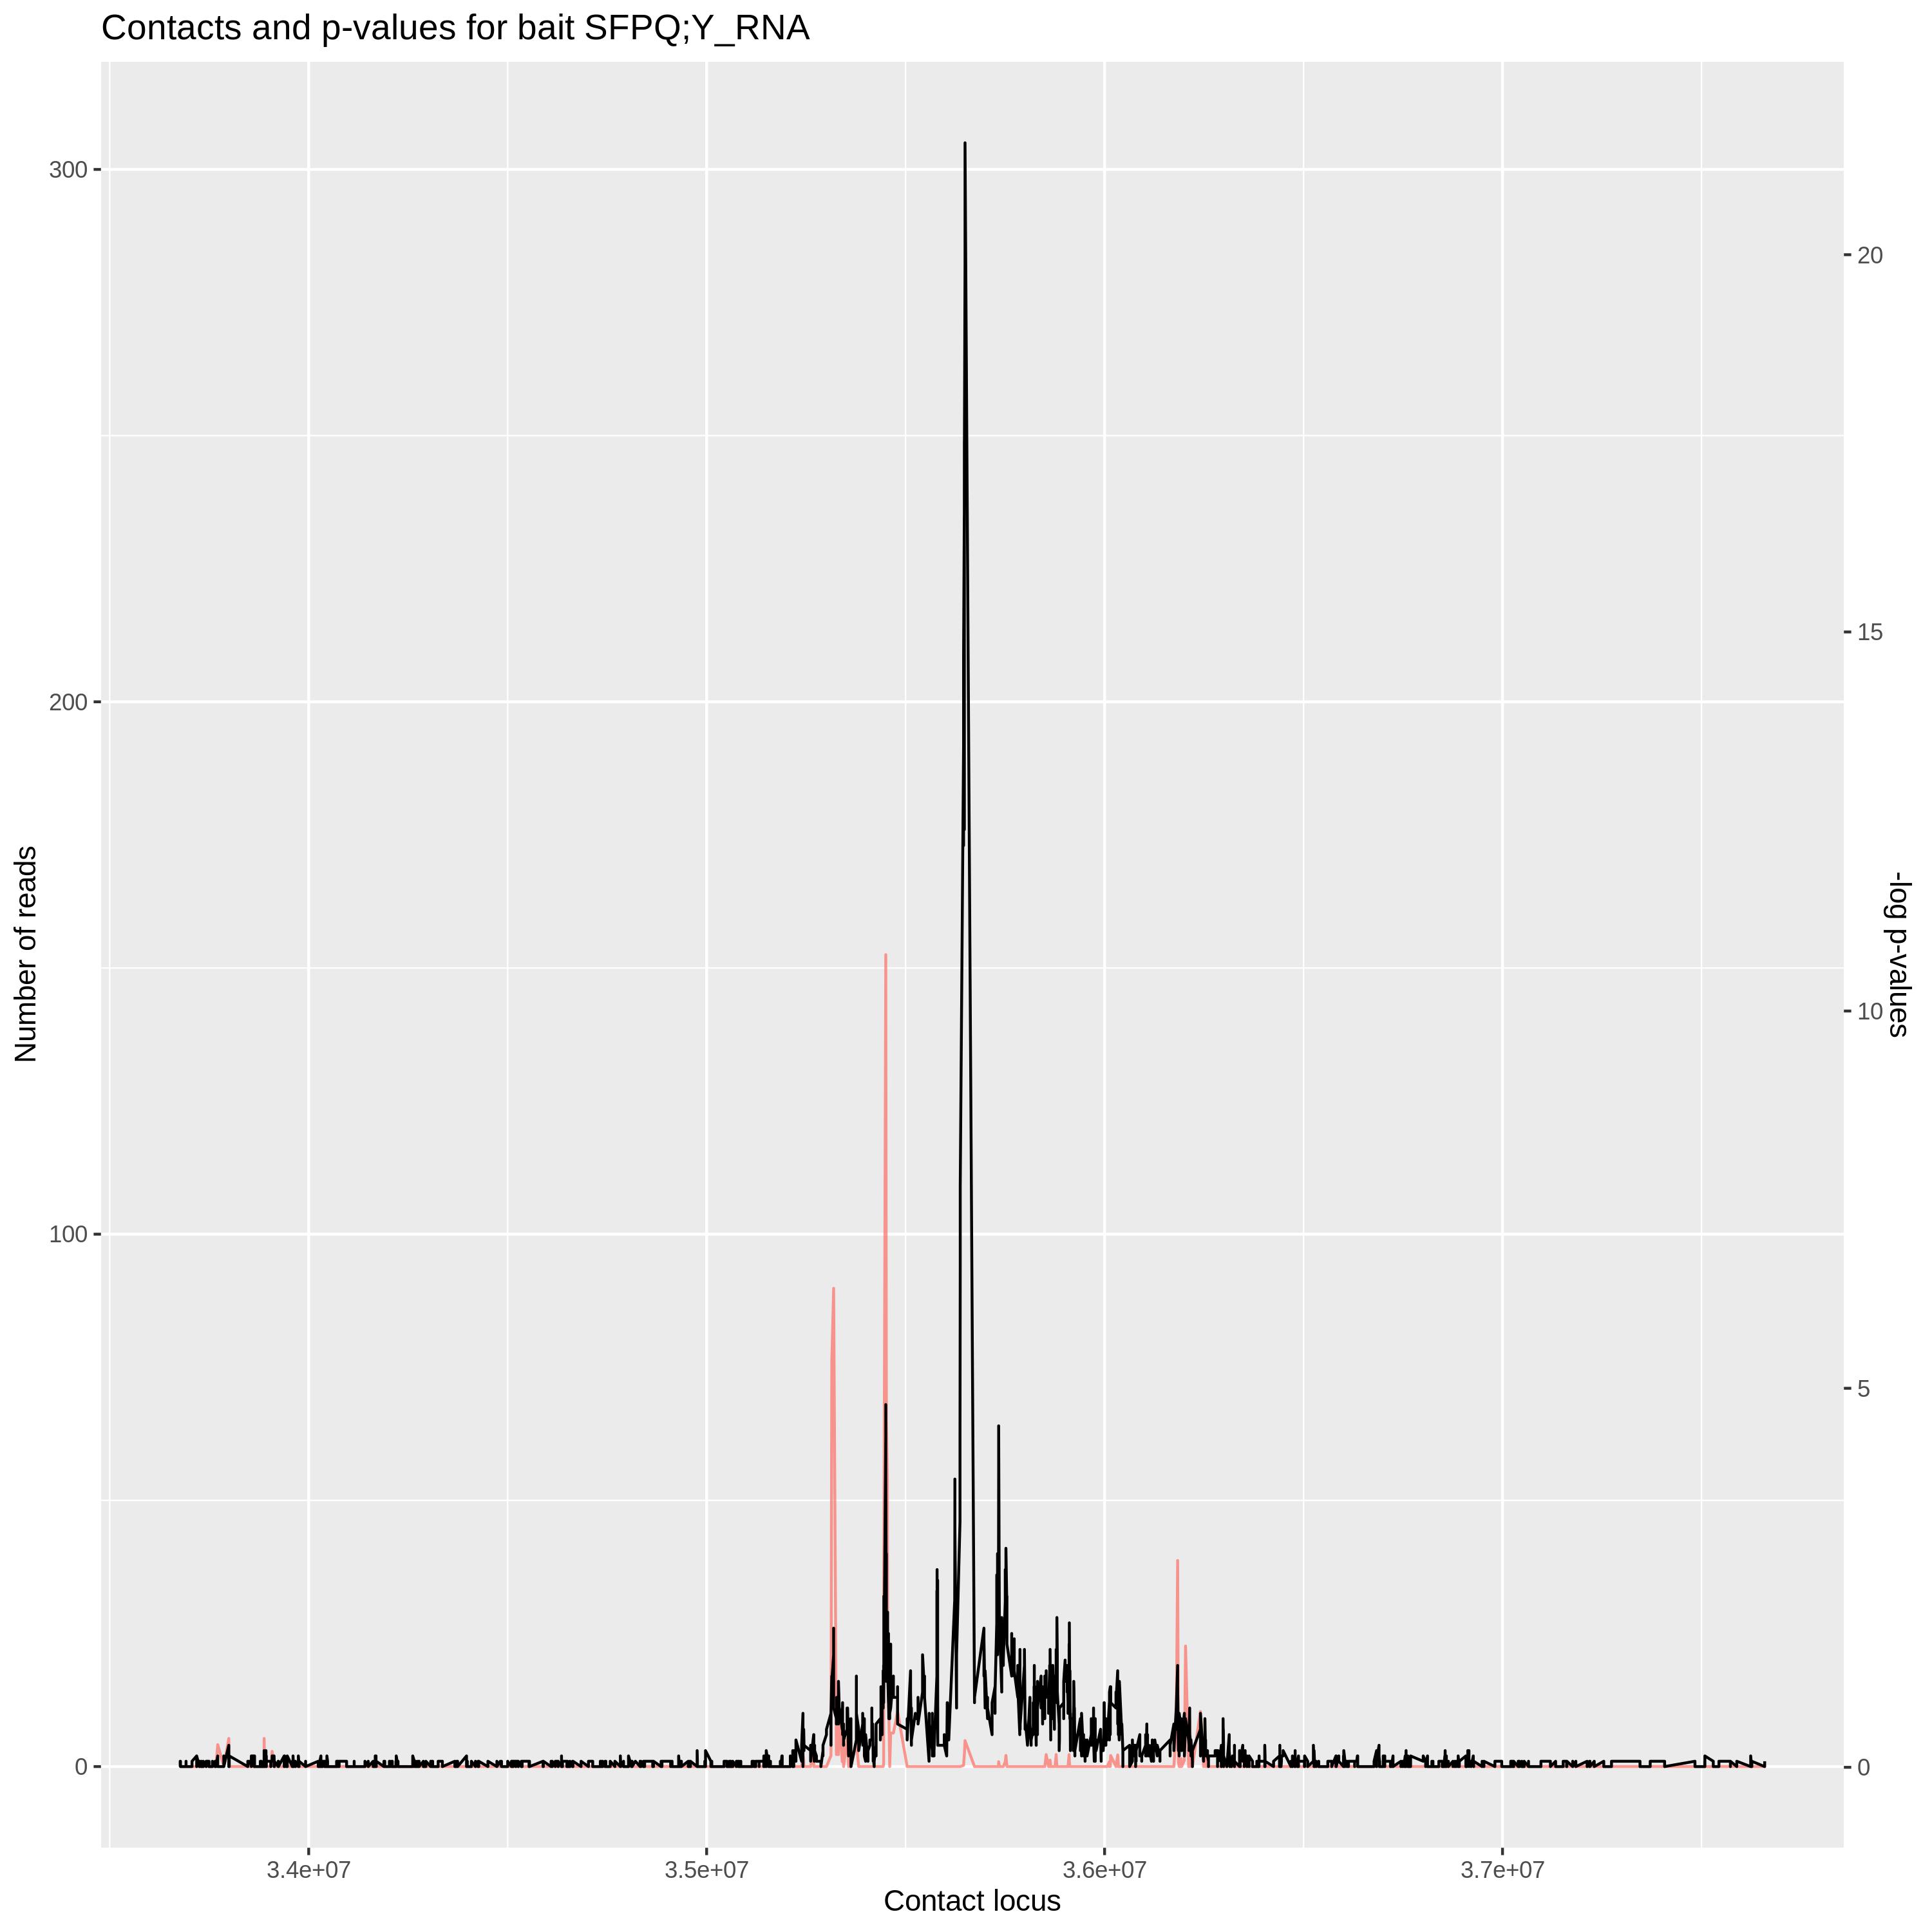 Contacts and p-values for bait SFPQ;Y_RNA
300
200
100
0
Number of reads
20
15
10
5
0
-log p-values
3.4e+07 3.5e+07 3.6e+07 3.7e+07
Contact locus